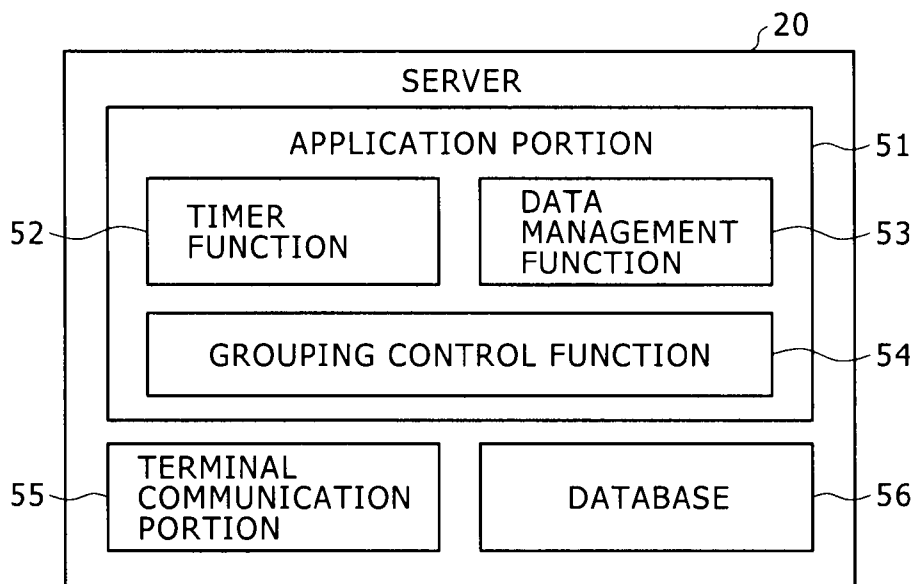 20
SERVER
APPLICATION PORTION
51
52
TIMER
FUNCTION
DATA
MANAGEMENT
FUNCTION
53
GROUPING CONTROL FUNCTION
54
55
TERMINAL
COMMUNICATION
PORTION
DATABASE
56